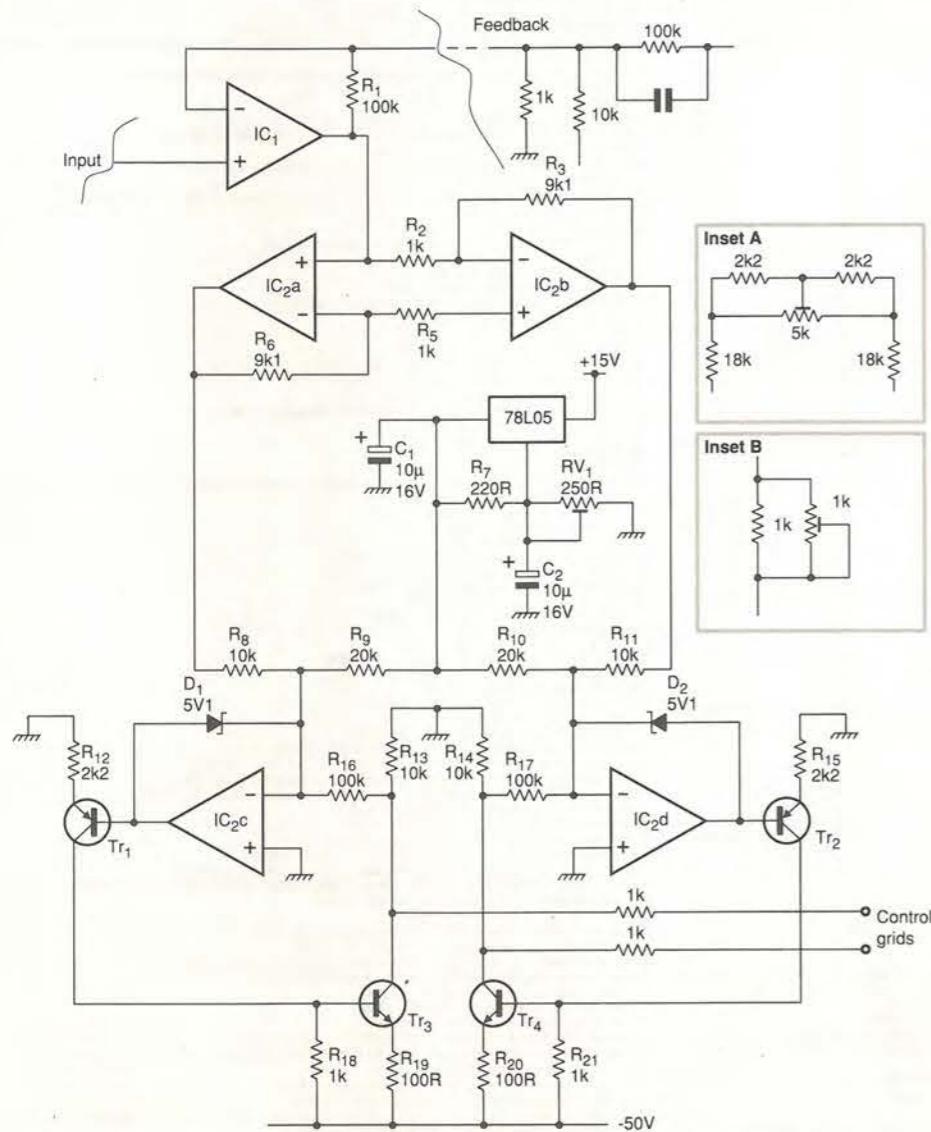 Feedback
100k
R1
100k
1k
10k
IC1
Input
R3
9k1
R2
1k
IC2a
IC2b
R5
1k
R6
9k1
Inset A
2k2
2k2
5k
18k
18k
+15V
78L05
C1
10μ
16V
R7
220R
RV1
250R
C2
10μ
16V
Inset B
1k
1k
R8
10k
R9
20k
R10
20k
R11
10k
D1
5V1
D2
5V1
R12
2k2
R13
10k
R14
10k
R15
2k2
R16
100k
R17
100k
IC2c
IC2d
Tr1
Tr2
1k
1k
Control
grids
Tr3
Tr4
R18
1k
R19
100R
R20
100R
R21
1k
-50V